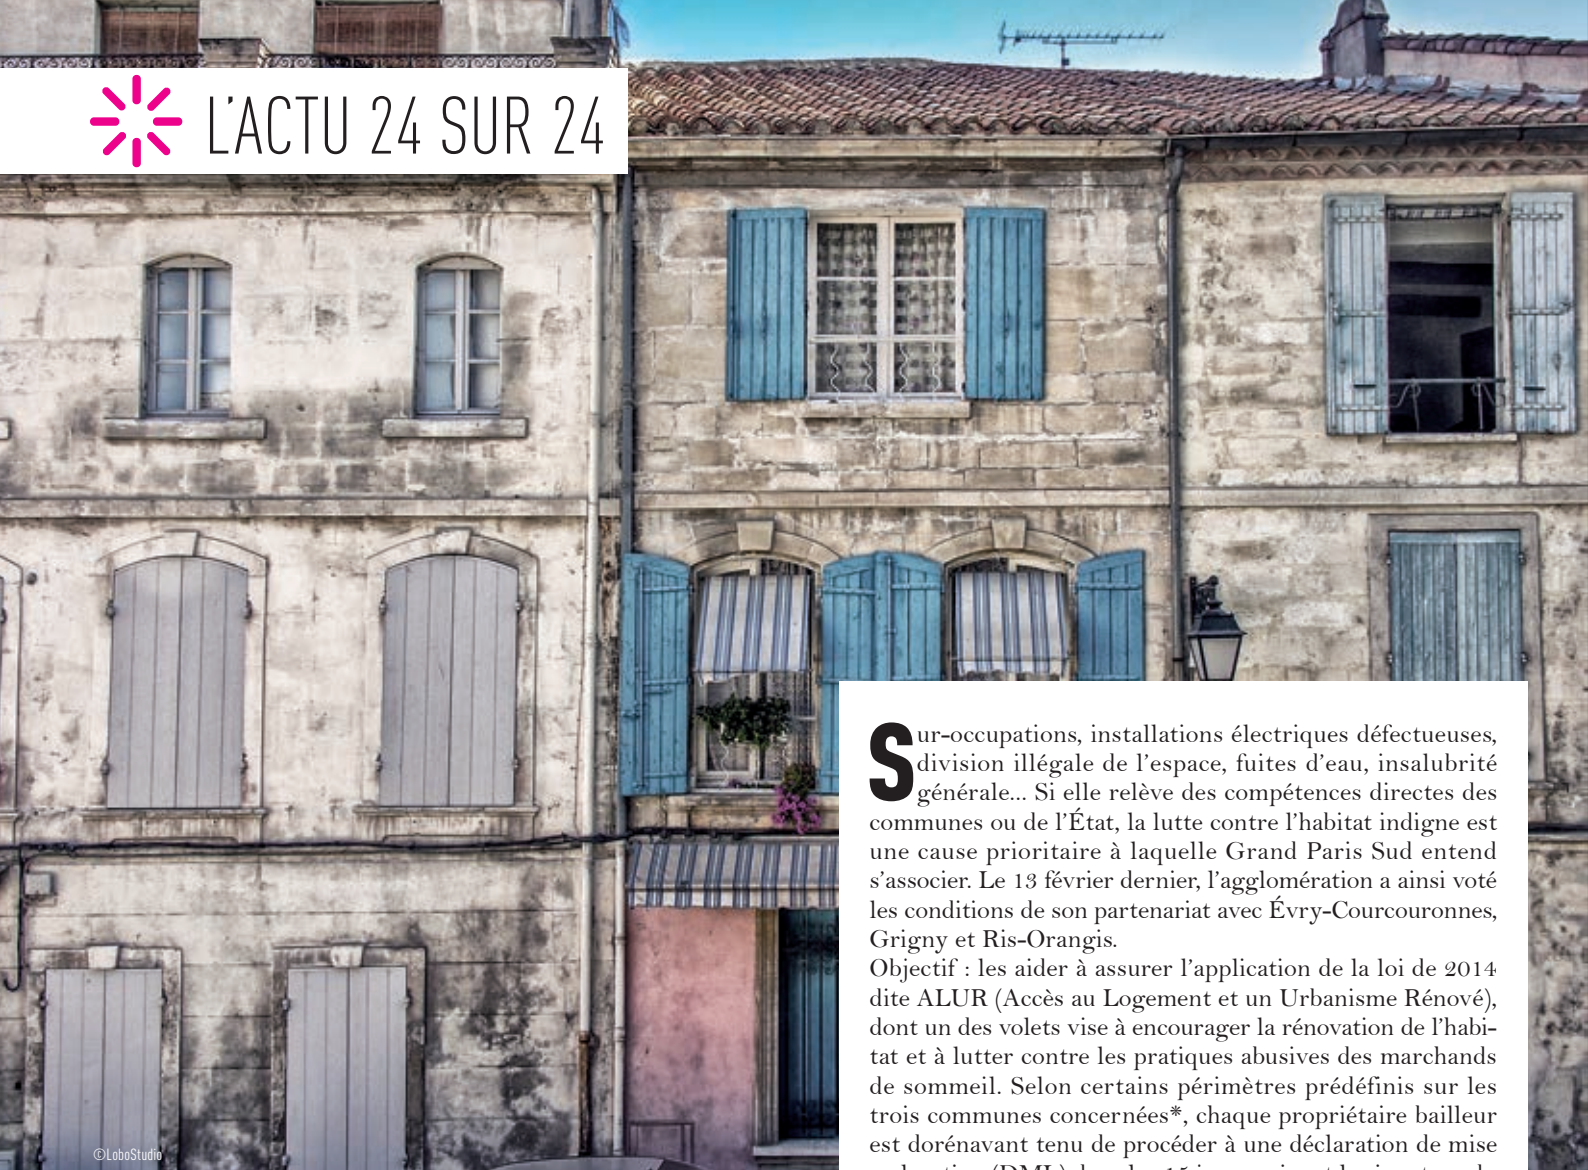 L'ACTU 24 SUR 24
Sur-occupations, installations électriques défectueuses,
division illégale de l'espace, fuites d'eau, insalubrité
générale... Si elle relève des compétences directes des
communes ou de l'État, la lutte contre l'habitat indigne est
une cause prioritaire à laquelle Grand Paris Sud entend
s'associer. Le 13 février dernier, l'agglomération a ainsi voté
les conditions de son partenariat avec Évry-Courcouronnes,
Grigny et Ris-Orangis.
Objectif : les aider à assurer l'application de la loi de 2014
dite ALUR (Accès au Logement et un Urbanisme Rénové),
dont un des volets vise à encourager la rénovation de l'habi-
tat et à lutter contre les pratiques abusives des marchands
de sommeil. Selon certains périmètres prédéfinis sur les
trois communes concernées*, chaque propriétaire bailleur
est dorénavant tenu de procéder à une déclaration de mise
©LoboStudio